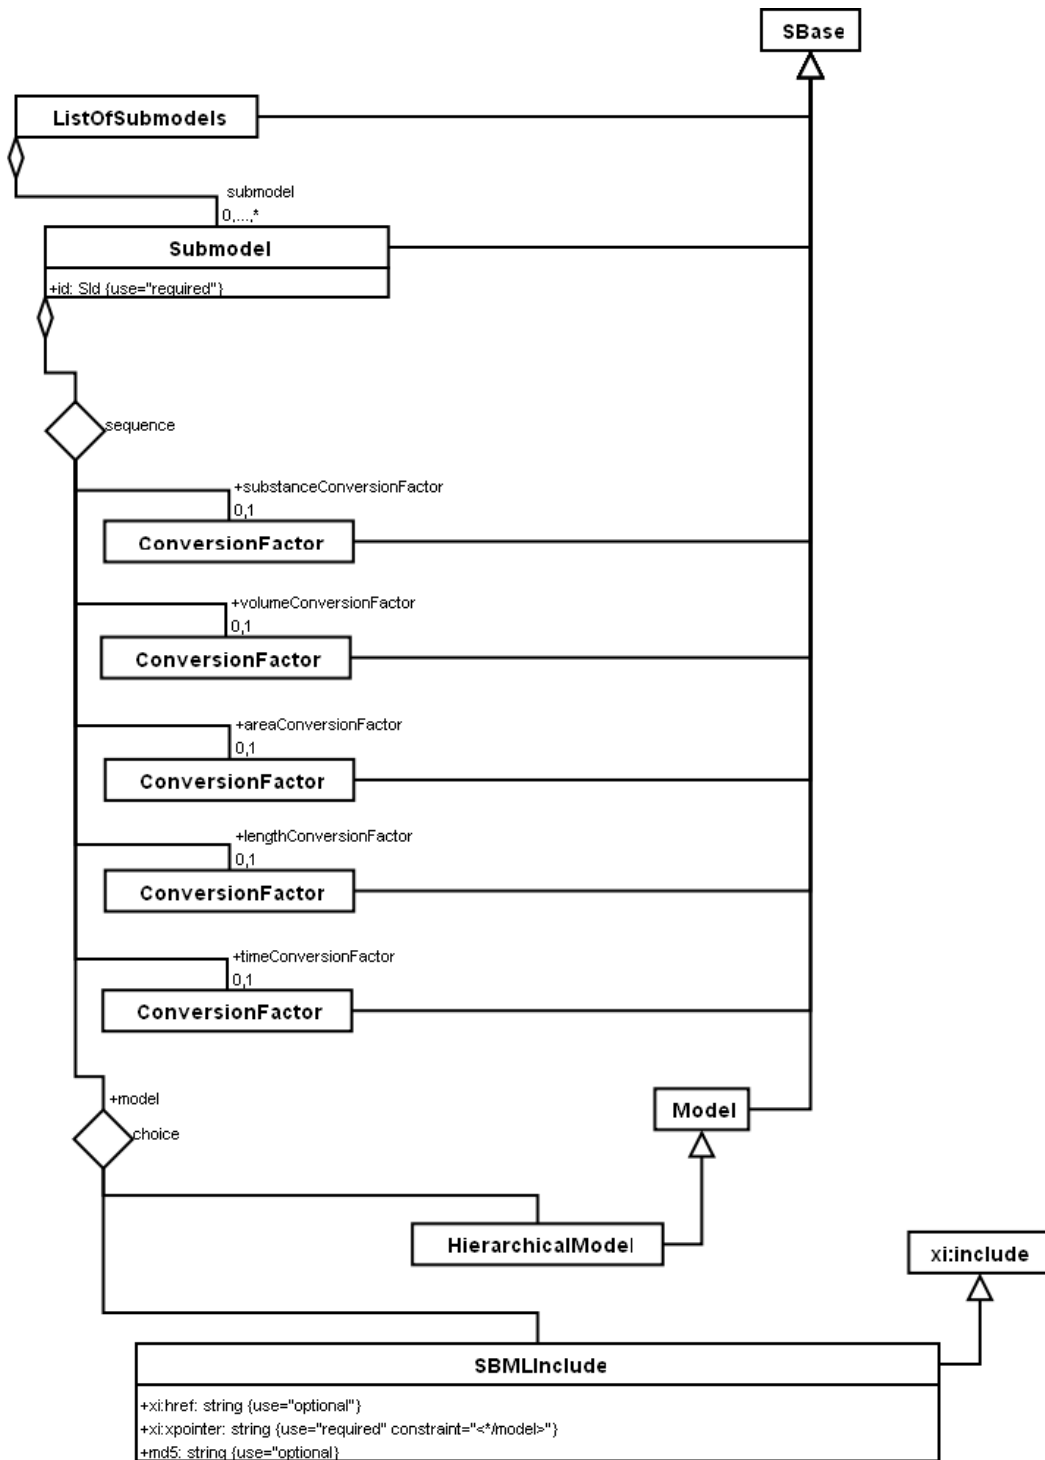 SBase
ListOfSubmodels
submodel
0,...,*
Submodel
+id: SId {use="required"}
sequence
+substanceConversionFactor
0,1
ConversionFactor
+volumeConversionFactor
0,1
ConversionFactor
+areaConversionFactor
0,1
ConversionFactor
+lengthConversionFactor
0,1
ConversionFactor
+timeConversionFactor
0,1
ConversionFactor
+model
Model
choice
HierarchicalModel
xi:include
SBMLInclude
+xi:href: string {use="optional"}
+xi:xpointer: string {use="required" constraint="<*/model>"}
+md5: string {use="optional}